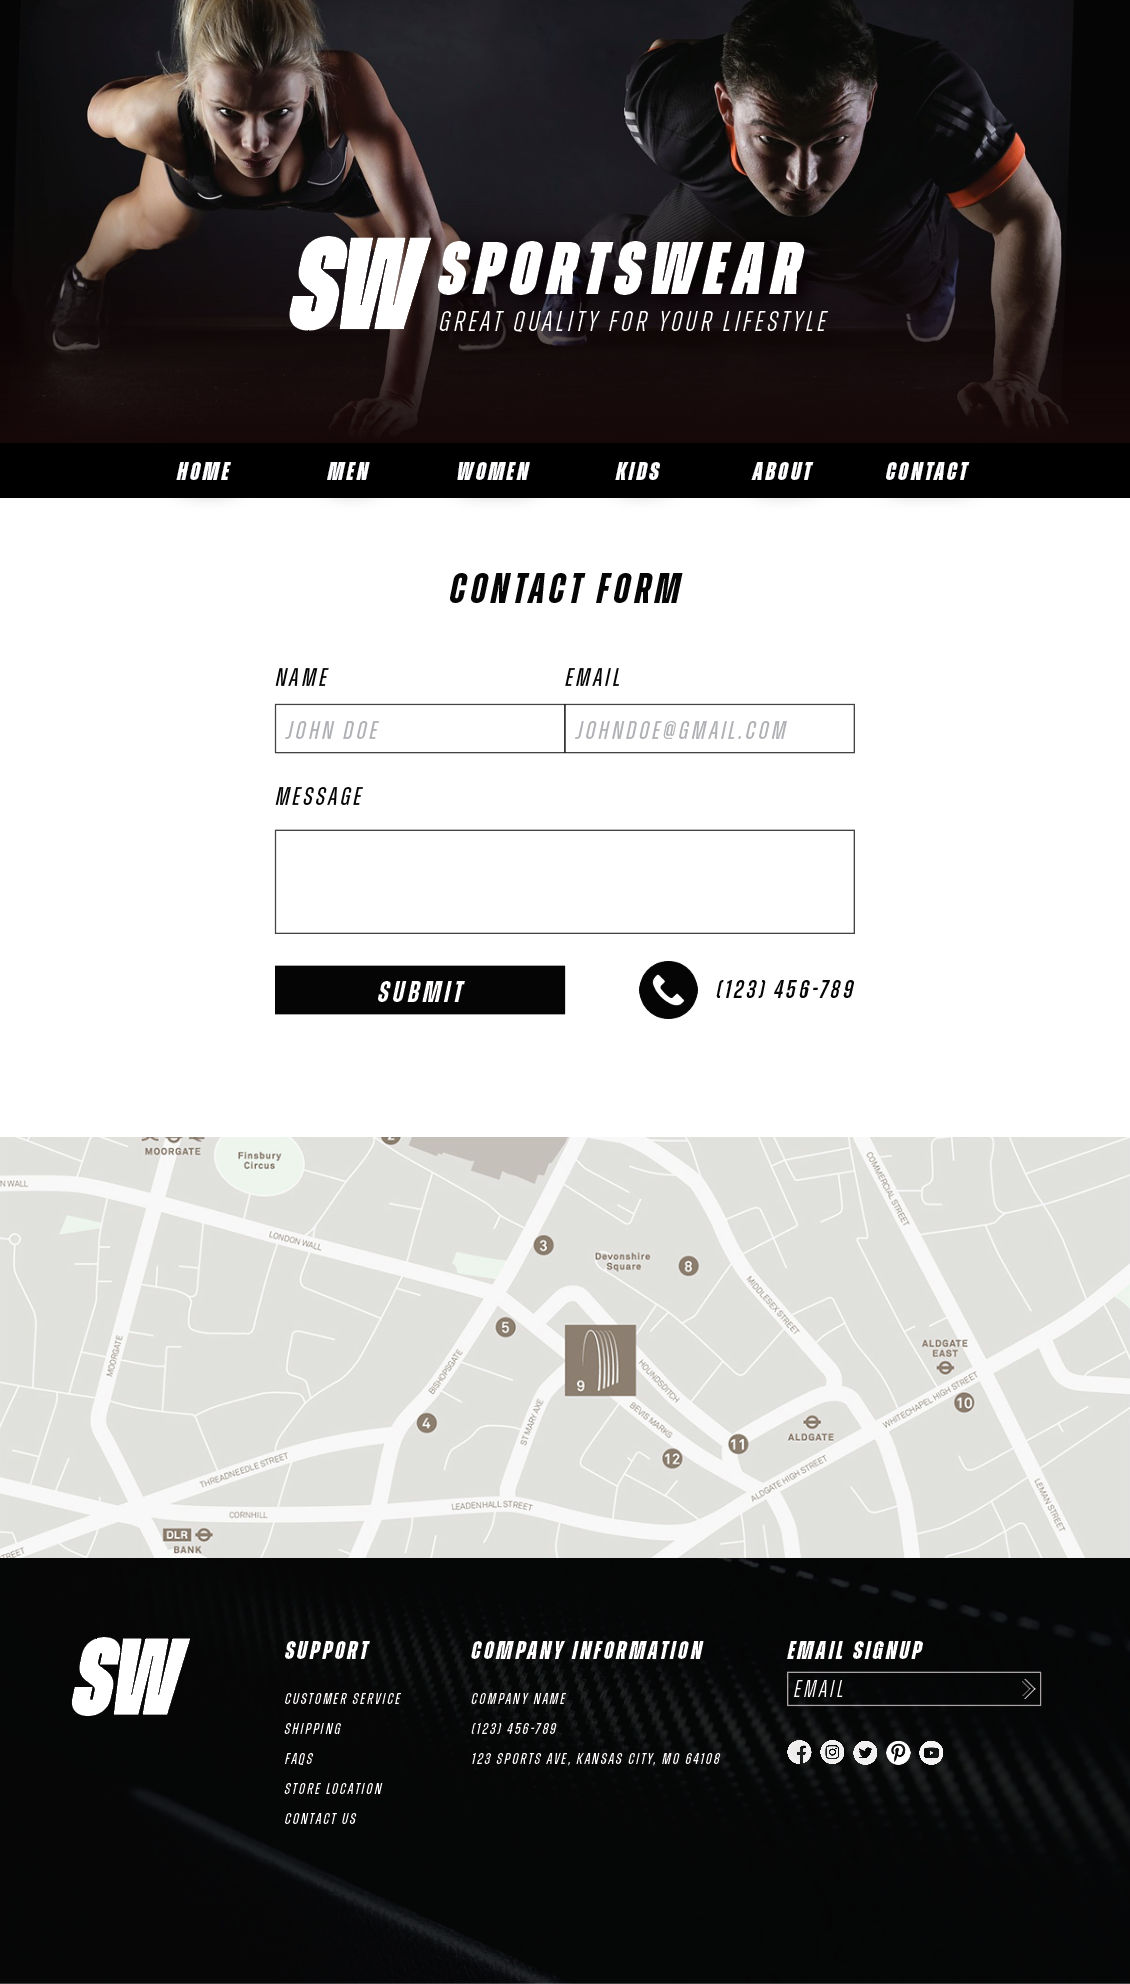 SW SPORTSWEAR
GREAT QUALITY FOR YOUR LIFESTYLE
HOME MEN WOMEN KIDS ABOUT CONTACT
CONTACT FORM
NAME EMAIL
JOHN DOE JOHNDOE@GMAIL.COM
MESSAGE
SUBMIT (123) 456-789
2
MOORGATE
Finsbury
Circus
N WALL
COMMERCIAL STREET
LONDON WALL
3
Devonshire
Square
8
MIDDLESEX STREET
5
MOORGATE
BISHOPSGATE
9
HOUNDSDITCH
ALDGATE
EAST
WHITECHAPEL HIGH STREET
10
4
ST MARY AXE
BEVIS MARKS
11
ALDGATE
12
THREADNEEDLE STREET
ALDGATE HIGH STREET
CORNHILL
LEADENHALL STREET
LEMAN STREET
DLR
BANK
STREET
SW
SUPPORT
CUSTOMER SERVICE
SHIPPING
FAQS
STORE LOCATION
CONTACT US
COMPANY INFORMATION
COMPANY NAME
(123) 456-789
123 SPORTS AVE, KANSAS CITY, MO 64108
EMAIL SIGNUP
EMAIL